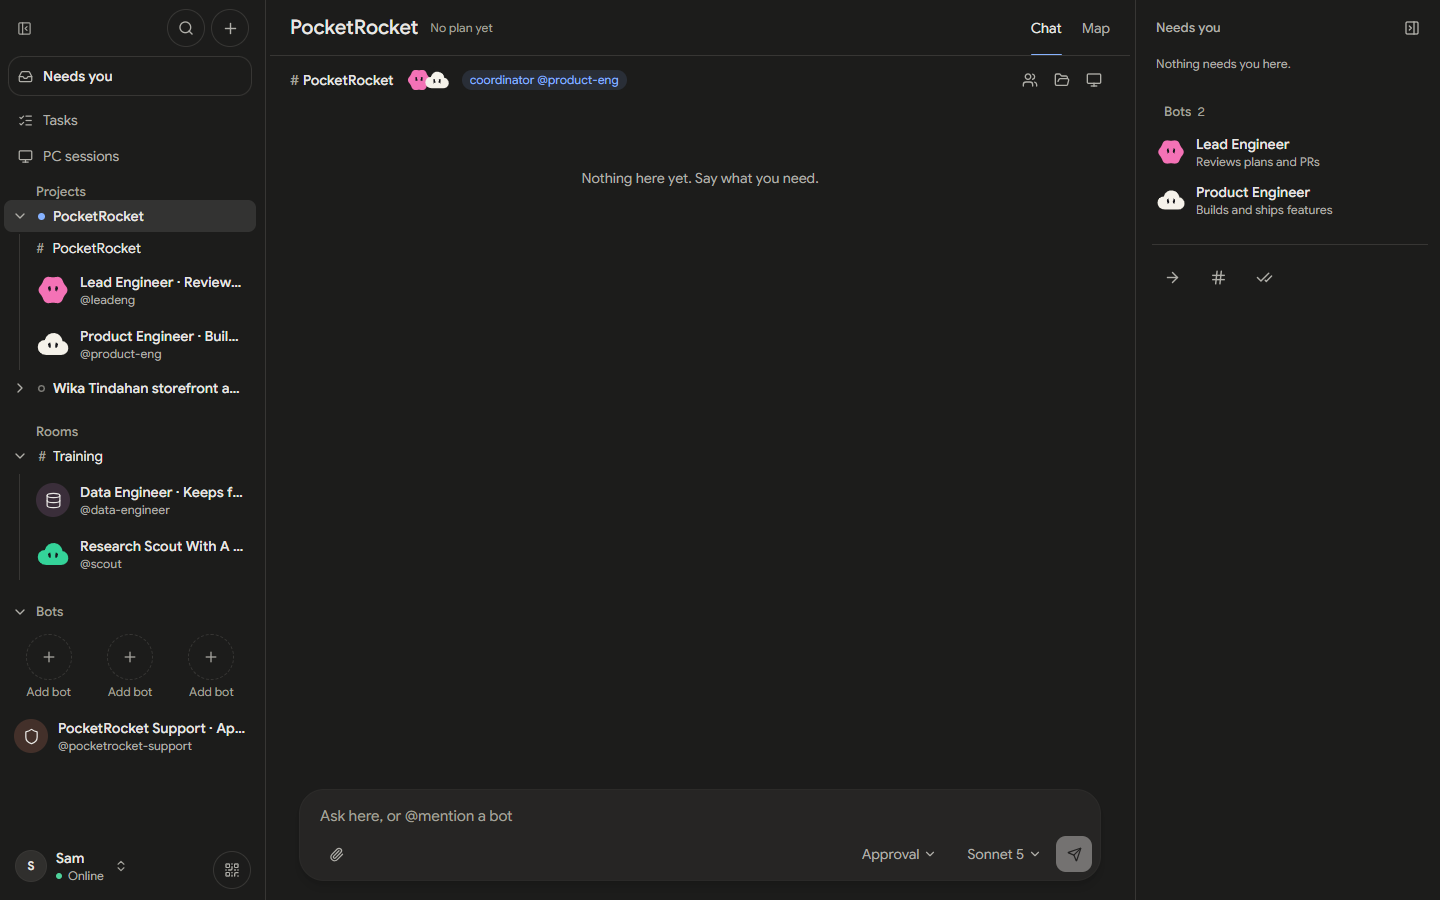 Needs you
Tasks
PC sessions
Projects
PocketRocket
# PocketRocket
Lead Engineer · Review...
@leadeng
Product Engineer · Buil...
@product-eng
Wika Tindahan storefront a...
Rooms
# Training
Data Engineer · Keeps f...
@data-engineer
Research Scout With A ...
@scout
Bots
Add bot Add bot Add bot
PocketRocket Support · Ap...
@pocketrocket-support
S
Sam
Online
PocketRocket No plan yet
Chat Map
# PocketRocket coordinator @product-eng
Nothing here yet. Say what you need.
Ask here, or @mention a bot
Approval Sonnet 5
Needs you
Nothing needs you here.
Bots 2
Lead Engineer
Reviews plans and PRs
Product Engineer
Builds and ships features
#